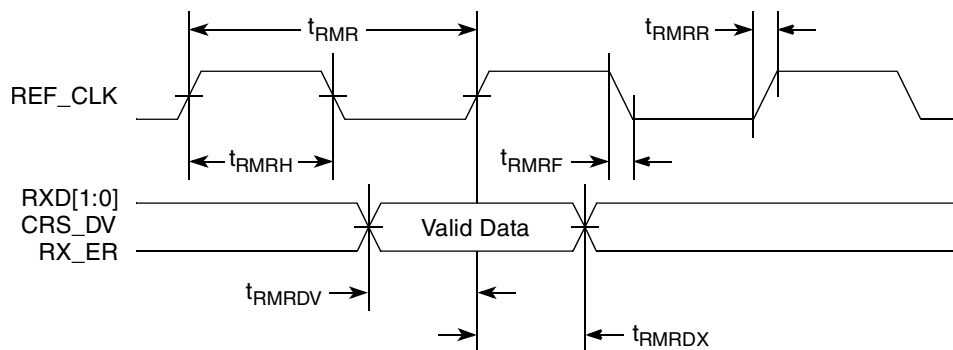 tRMR
tRMRR
REF_CLK
tRMRH
tRMRF
RXD[1:0]
CRS_DV
Valid Data
RX_ER
tRMRDV
tRMRDX